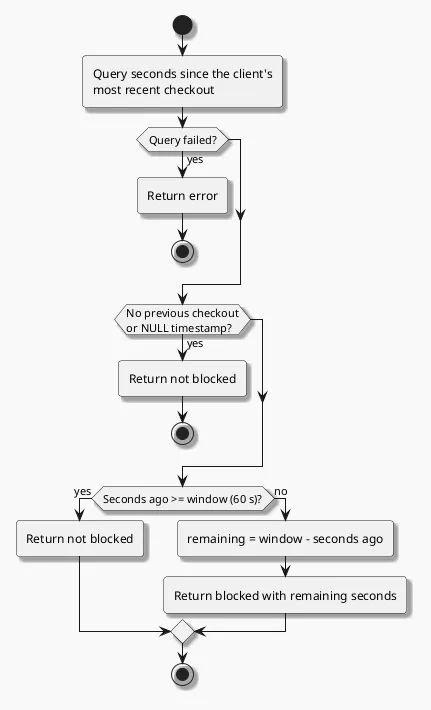 Query seconds since the client's
most recent checkout
Query failed?
yes
Return error
No previous checkout
or NULL timestamp?
yes
Return not blocked
yes
Seconds ago >= window (60 s)?
no
Return not blocked
remaining = window - seconds ago
Return blocked with remaining seconds